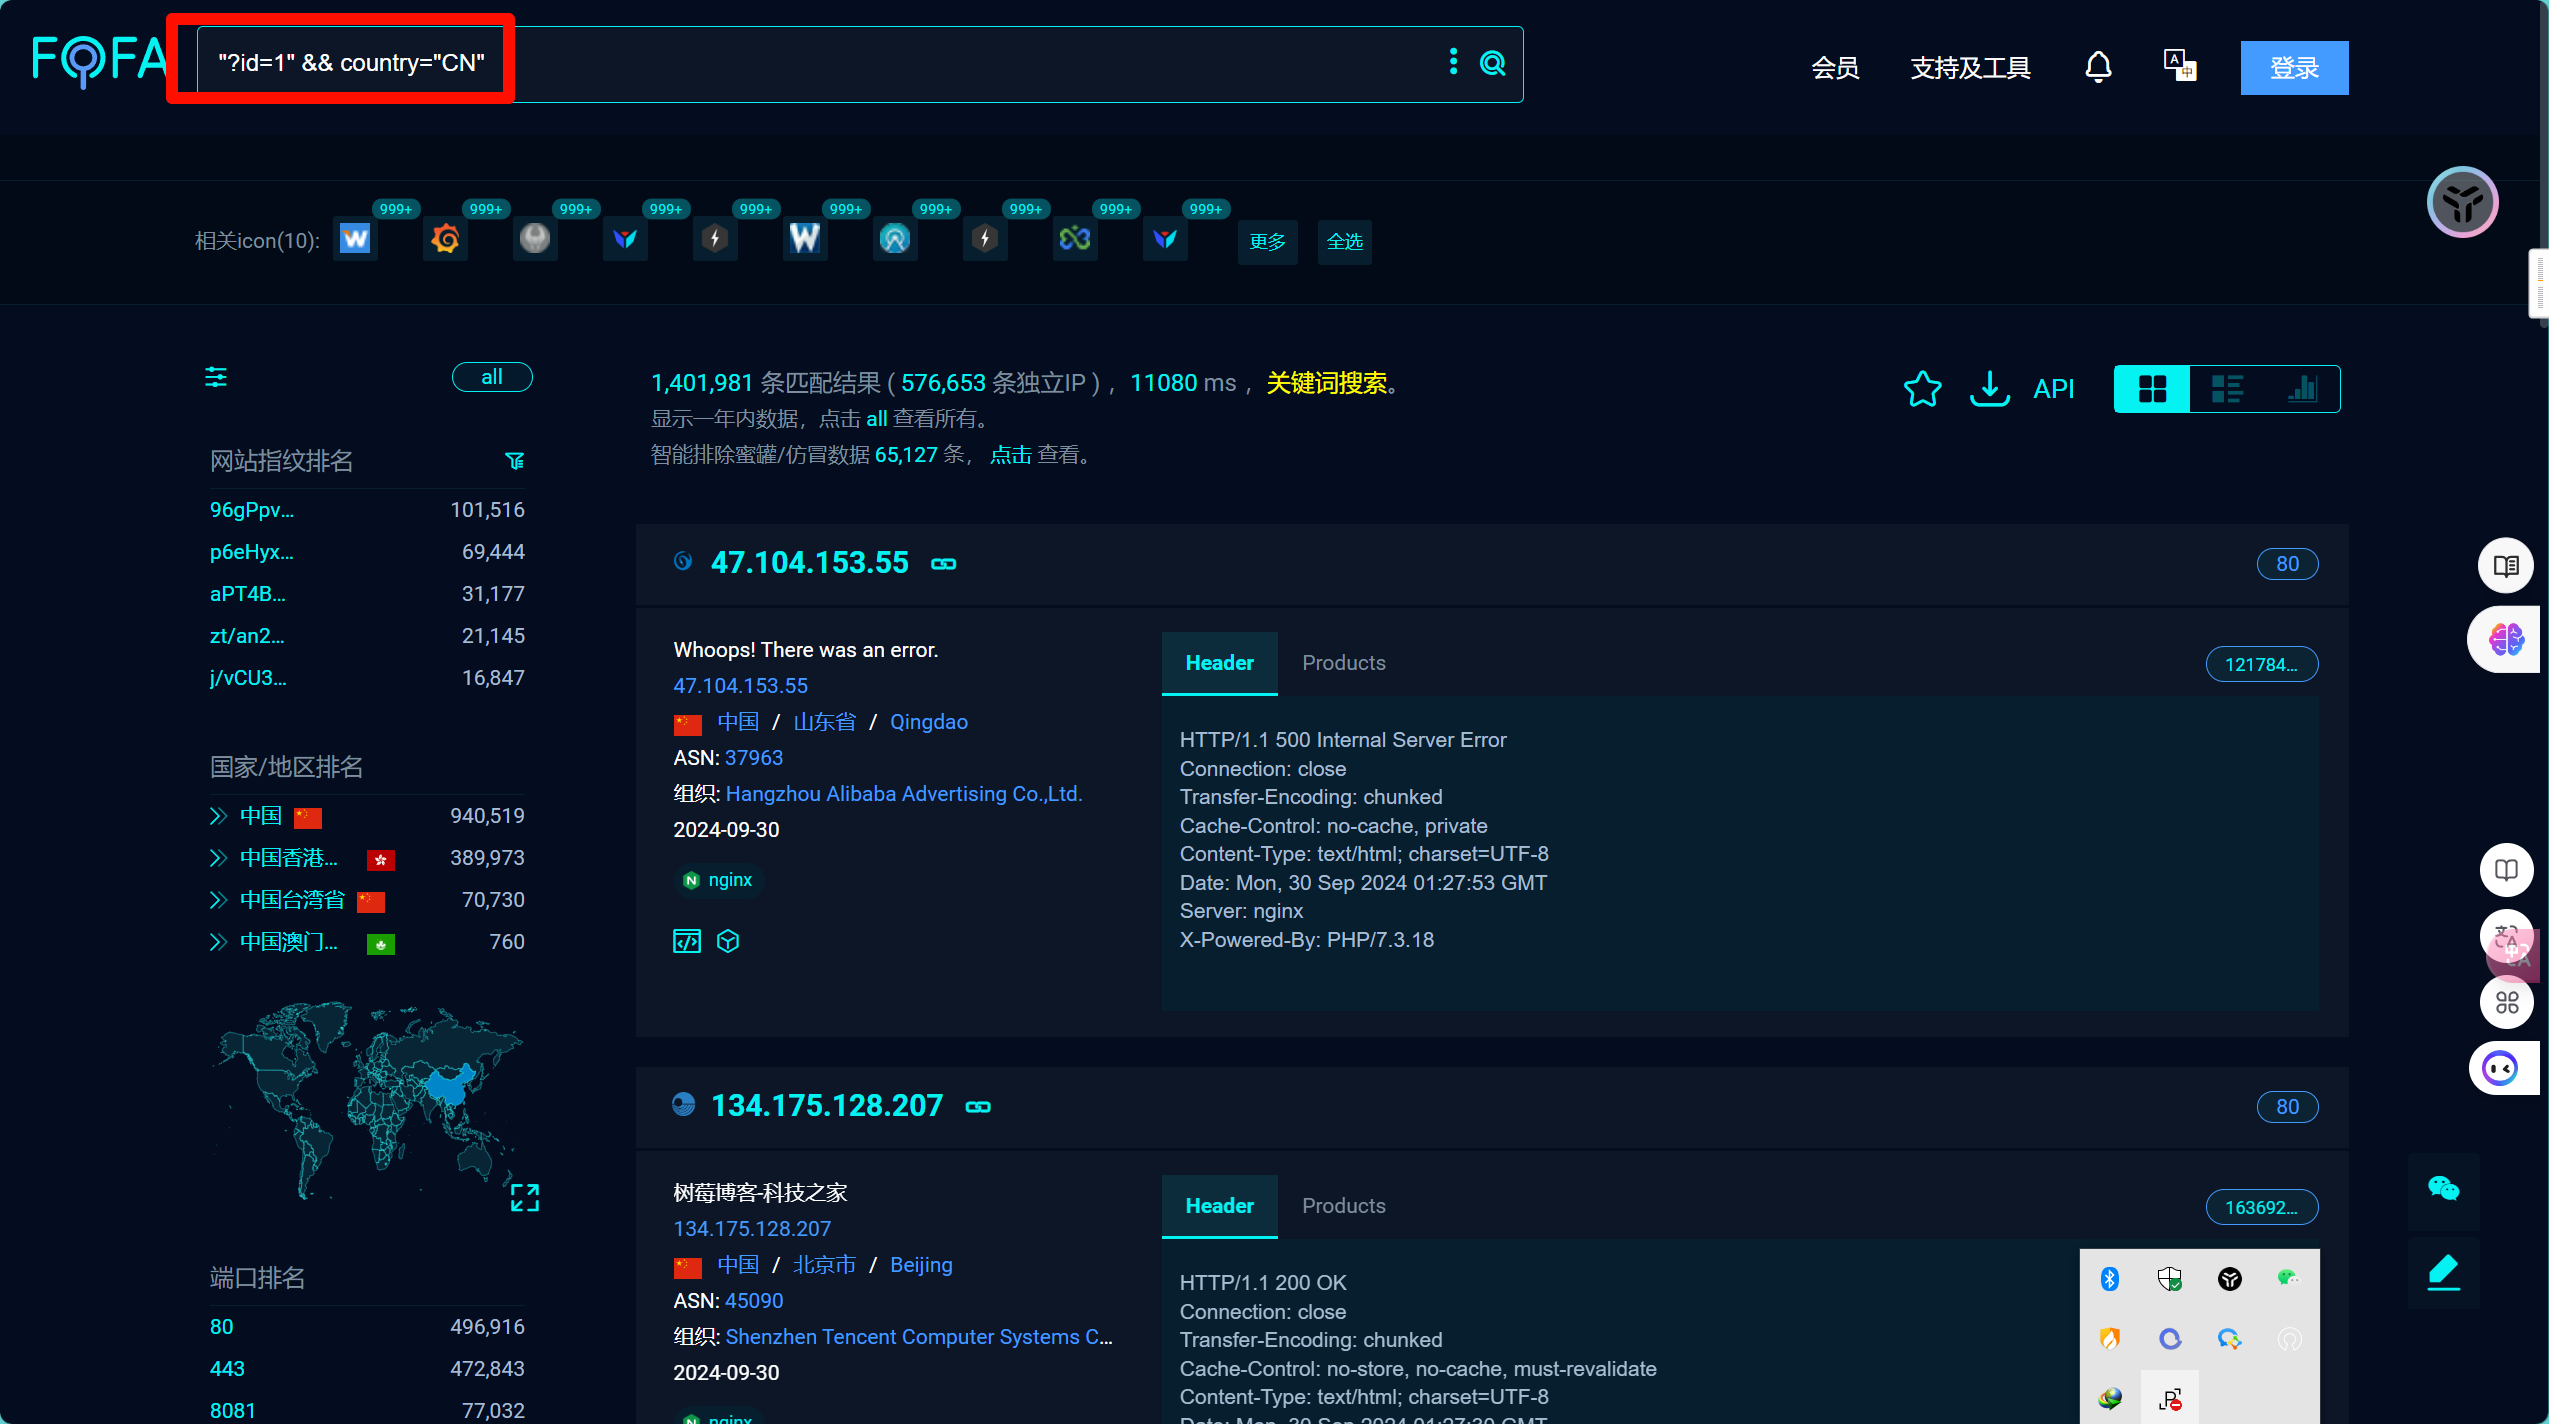 FOFA
"?id=1" && country="CN"
会员
支持及工具
登录
相关icon(10):
999+
999+
999+
999+
999+
999+
999+
999+
999+
999+
更多
全选
all
1,401,981 条匹配结果 ( 576,653 条独立IP ) ，11080 ms ，关键词搜索。
显示一年内数据，点击 all 查看所有。
智能排除蜜罐/仿冒数据 65,127 条， 点击 查看。
API
网站指纹排名
96gPpv... 101,516
p6eHyx... 69,444
aPT4B... 31,177
zt/an2... 21,145
j/vCU3... 16,847
国家/地区排名
中国 940,519
中国香港... 389,973
中国台湾省 70,730
中国澳门... 760
端口排名
80 496,916
443 472,843
8081 77,032
47.104.153.55
80
Whoops! There was an error.
47.104.153.55
中国 / 山东省 / Qingdao
ASN: 37963
组织: Hangzhou Alibaba Advertising Co.,Ltd.
2024-09-30
nginx
Header
Products
121784...
HTTP/1.1 500 Internal Server Error
Connection: close
Transfer-Encoding: chunked
Cache-Control: no-cache, private
Content-Type: text/html; charset=UTF-8
Date: Mon, 30 Sep 2024 01:27:53 GMT
Server: nginx
X-Powered-By: PHP/7.3.18
134.175.128.207
80
树莓博客-科技之家
134.175.128.207
中国 / 北京市 / Beijing
ASN: 45090
组织: Shenzhen Tencent Computer Systems C...
2024-09-30
nginx
Header
Products
163692...
HTTP/1.1 200 OK
Connection: close
Transfer-Encoding: chunked
Cache-Control: no-store, no-cache, must-revalidate
Content-Type: text/html; charset=UTF-8
Date: Mon, 30 Sep 2024 01:27:30 GMT